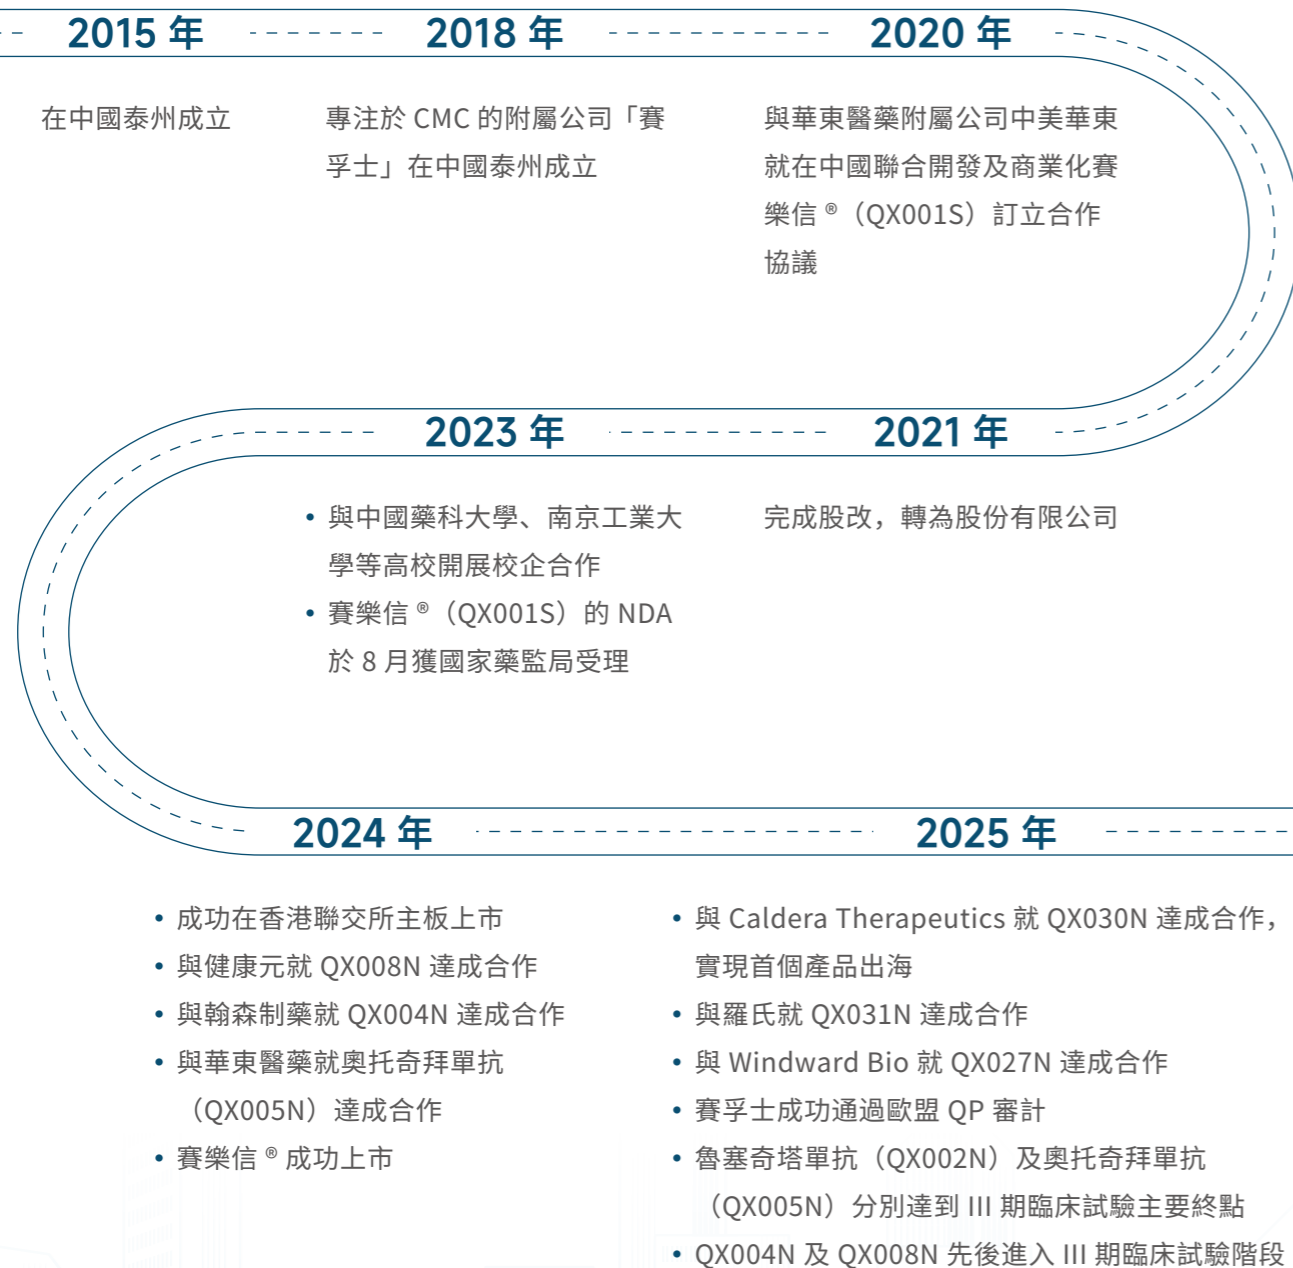 2015 年
在中國泰州成立
2018 年
專注於 CMC 的附屬公司「賽
孚士」在中國泰州成立
2020 年
與華東醫藥附屬公司中美華東
就在中國聯合開發及商業化賽
樂信 ®（QX001S）訂立合作
協議
2021 年
完成股改，轉為股份有限公司
2023 年
• 與中國藥科大學、南京工業大
學等高校開展校企合作
• 賽樂信 ®（QX001S）的 NDA
於 8 月獲國家藥監局受理
2024 年
• 成功在香港聯交所主板上市
• 與健康元就 QX008N 達成合作
• 與翰森制藥就 QX004N 達成合作
• 與華東醫藥就奧托奇拜單抗
（QX005N）達成合作
• 賽樂信 ® 成功上市
2025 年
• 與 Caldera Therapeutics 就 QX030N 達成合作，
實現首個產品出海
• 與羅氏就 QX031N 達成合作
• 與 Windward Bio 就 QX027N 達成合作
• 賽孚士成功通過歐盟 QP 審計
• 魯塞奇塔單抗（QX002N）及奧托奇拜單抗
（QX005N）分別達到 III 期臨床試驗主要終點
• QX004N 及 QX008N 先後進入 III 期臨床試驗階段